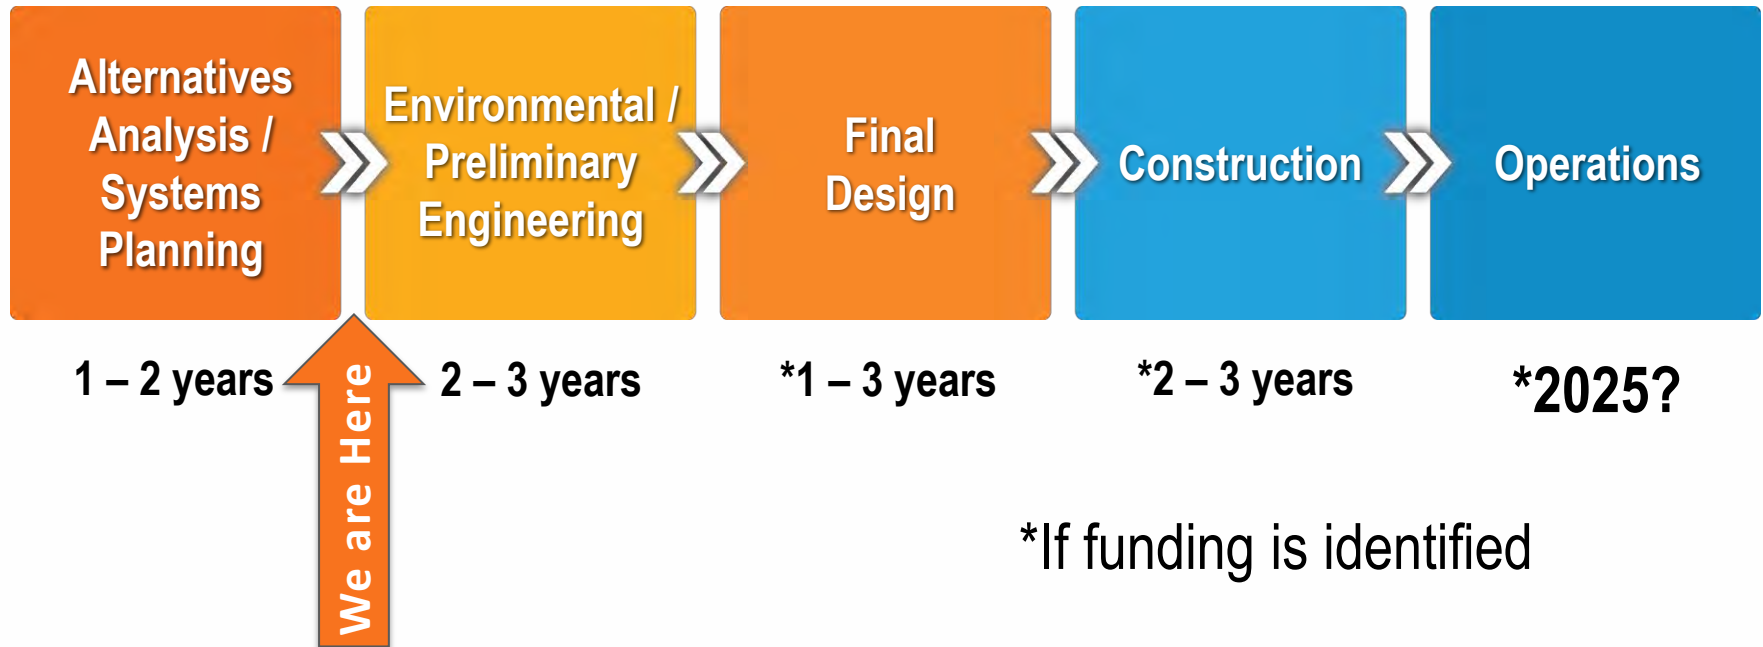 Alternatives
Analysis /
Systems
Planning
Environmental /
Preliminary
Engineering
Final
Design
Construction
Operations
1 – 2 years
2 – 3 years
*1 – 3 years
*2 – 3 years
*2025?
We are Here
*If funding is identified